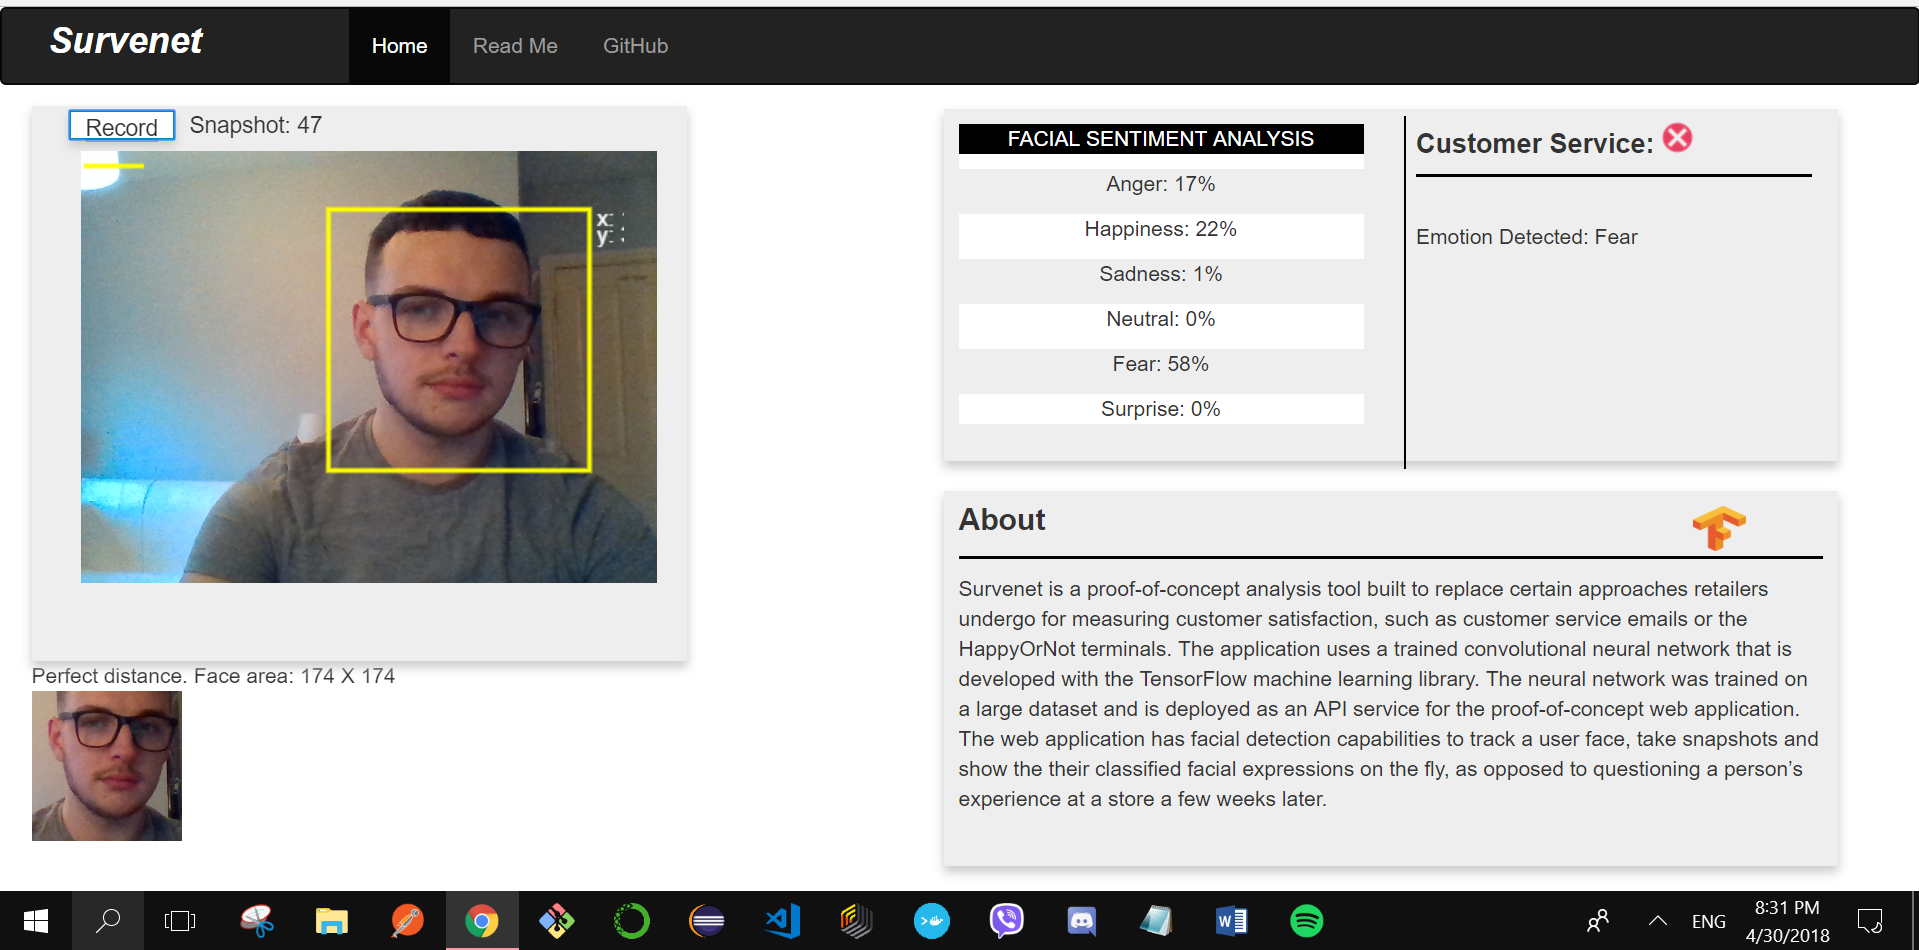 Survenet
Home
Read Me
GitHub
Record
Snapshot: 47
x:
y:
Perfect distance. Face area: 174 X 174
FACIAL SENTIMENT ANALYSIS
Anger: 17%
Happiness: 22%
Sadness: 1%
Neutral: 0%
Fear: 58%
Surprise: 0%
Customer Service:
Emotion Detected: Fear
About
Survenet is a proof-of-concept analysis tool built to replace certain approaches retailers
undergo for measuring customer satisfaction, such as customer service emails or the
HappyOrNot terminals. The application uses a trained convolutional neural network that is
developed with the TensorFlow machine learning library. The neural network was trained on
a large dataset and is deployed as an API service for the proof-of-concept web application.
The web application has facial detection capabilities to track a user face, take snapshots and
show the their classified facial expressions on the fly, as opposed to questioning a person’s
experience at a store a few weeks later.
ENG
8:31 PM
4/30/2018